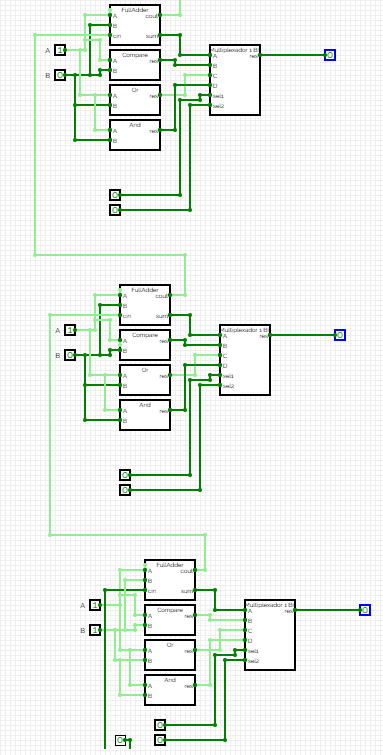 FullAdder
A cout
B
cin sum
A 1
Compare
A res
B
B 0
Or
A res
B
And
A res
B
Multiplexador 1 Bi
A res
B
C
D
sel1
sel2
0
0
0
FullAdder
A cout
B
cin sum
A 1
Compare
A res
B
B 0
Or
A res
B
And
A res
B
Multiplexador 1 Bi
A res
B
C
D
sel1
sel2
0
0
0
FullAdder
A cout
B
cin sum
A 1
Compare
A res
B
B 1
Or
A res
B
And
A res
B
Multiplexador 1 Bi
A res
B
C
D
sel1
sel2
0
0
0
0